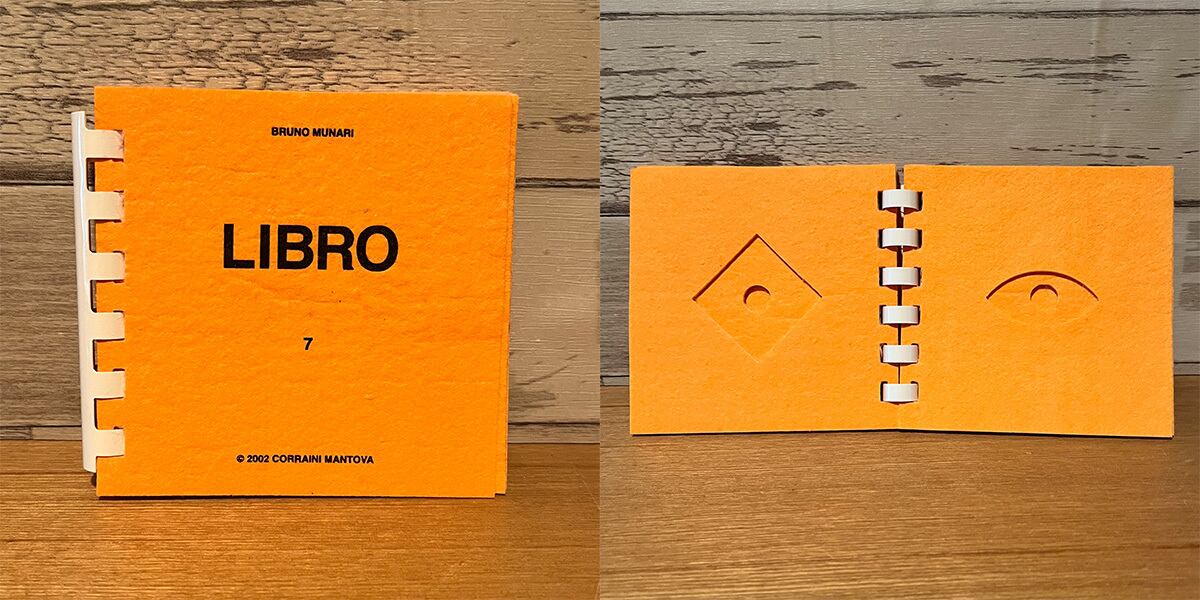 BRUNO MUNARI
LIBRO
7
© 2002 CORRAINI MANTOVA